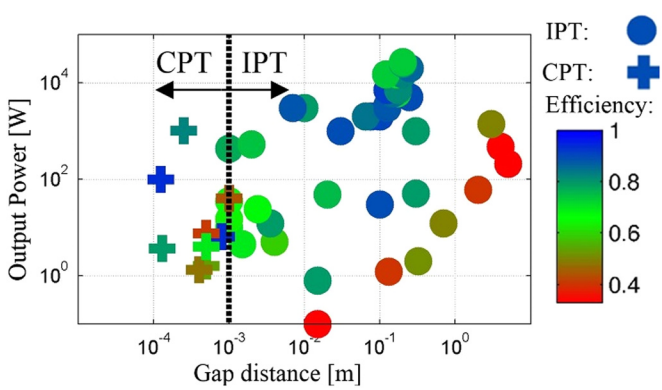 IPT:
CPT:
Efficiency:
1
0.8
0.6
0.4
CPT IPT
Output Power [W]
10^4
10^2
10^0
10^-4 10^-3 10^-2 10^-1 10^0
Gap distance [m]